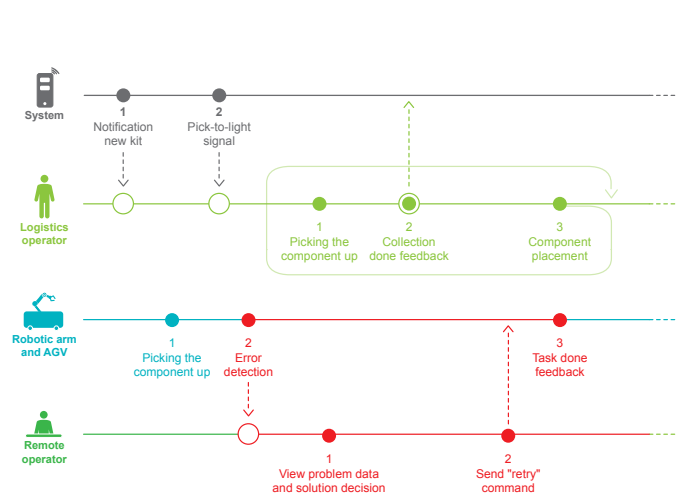 System
1
Notification
new kit
2
Pick-to-light
signal
Logistics
operator
1
Picking the
component up
2
Collection
done feedback
3
Component
placement
Robotic arm
and AGV
1
Picking the
component up
2
Error
detection
3
Task done
feedback
Remote
operator
1
View problem data
and solution decision
2
Send "retry"
command